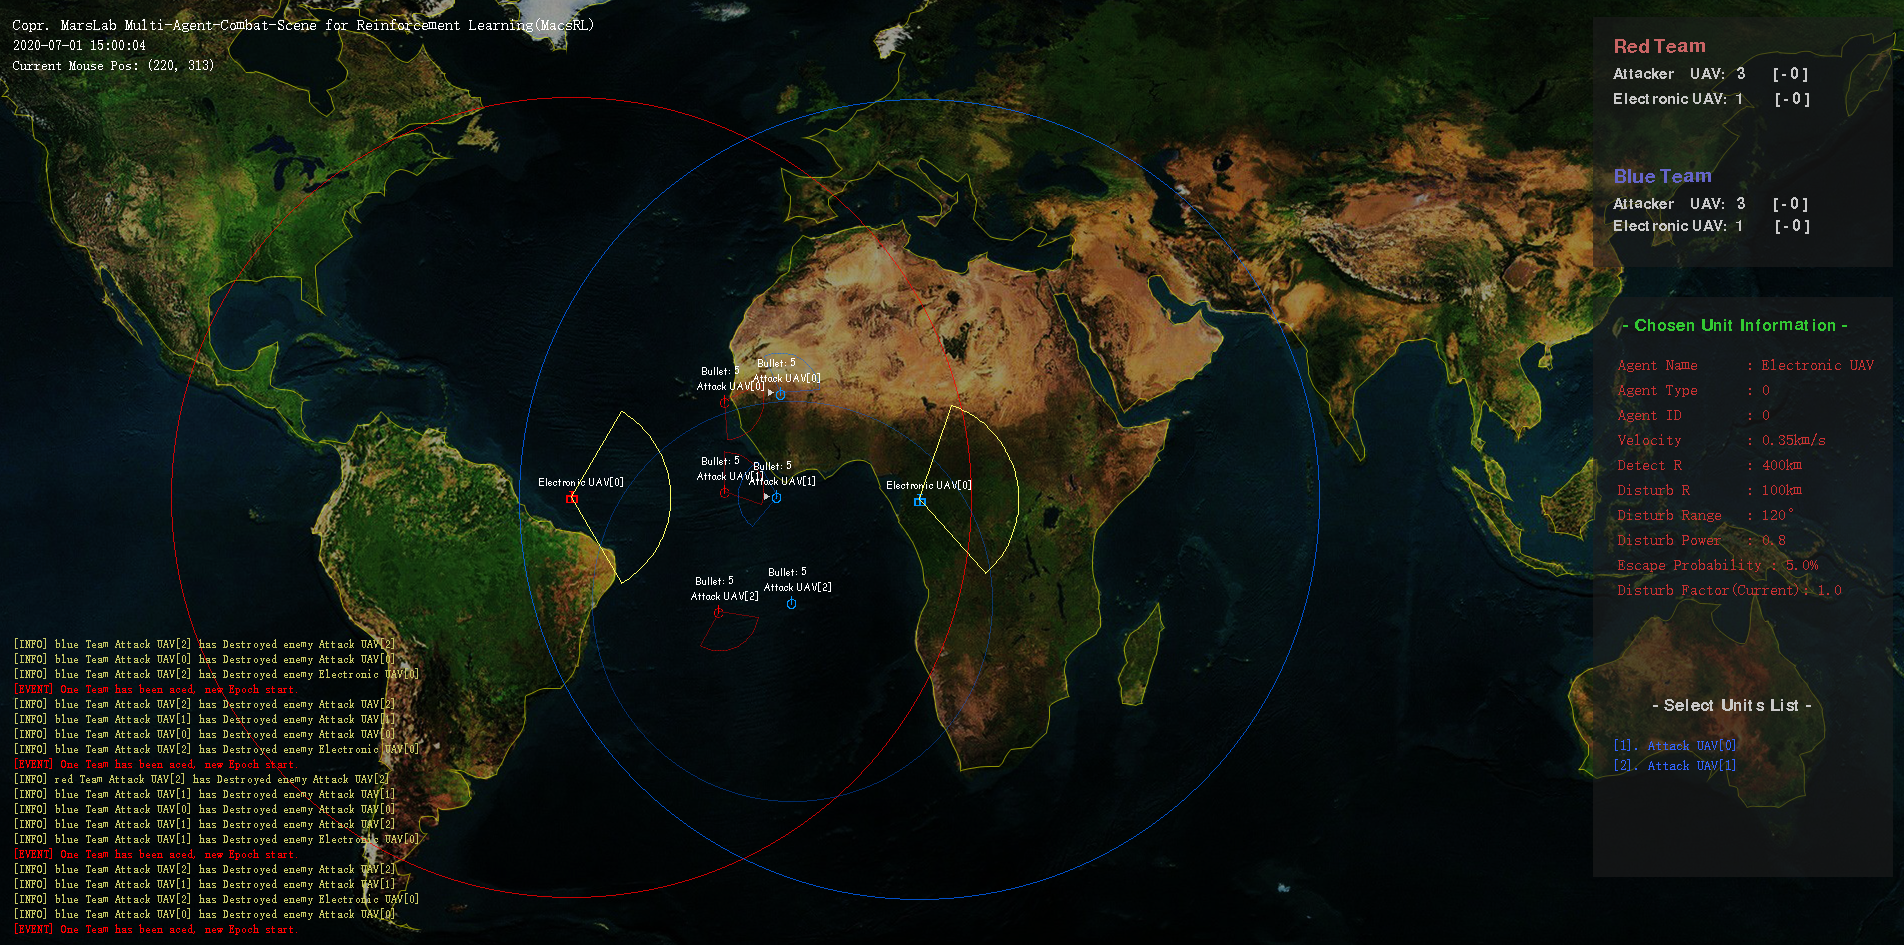 Copr. MarsLab Multi-Agent-Combat-Scene for Reinforcement Learning(MacsRL)
2020-07-01 15:00:04
Current Mouse Pos: (220, 313)
Red Team
Attacker UAV: 3 [-0]
Electronic UAV: 1 [-0]
Blue Team
Attacker UAV: 3 [-0]
Electronic UAV: 1 [-0]
- Chosen Unit Information -
Agent Name : Electronic UAV
Agent Type : 0
Agent ID : 0
Velocity : 0.35km/s
Detect R : 400km
Disturb R : 100km
Disturb Range : 120°
Disturb Power : 0.8
Escape Probability : 5.0%
Disturb Factor(Current): 1.0
- Select Units List -
[1]. Attack UAV[0]
[2]. Attack UAV[1]
Bullet: 5
Attack UAV[0]
Bullet: 5
Attack UAV[0]
Bullet: 5
Attack UAV[1]
Bullet: 5
Attack UAV[1]
Electronic UAV[0]
Electronic UAV[0]
Bullet: 5
Attack UAV[2]
Bullet: 5
Attack UAV[2]
[INFO] blue Team Attack UAV[2] has Destroyed enemy Attack UAV[2]
[INFO] blue Team Attack UAV[0] has Destroyed enemy Attack UAV[0]
[INFO] blue Team Attack UAV[2] has Destroyed enemy Electronic UAV[0]
[EVENT] One Team has been aced, new Epoch start.
[INFO] blue Team Attack UAV[2] has Destroyed enemy Attack UAV[2]
[INFO] blue Team Attack UAV[1] has Destroyed enemy Attack UAV[1]
[INFO] blue Team Attack UAV[0] has Destroyed enemy Attack UAV[0]
[INFO] blue Team Attack UAV[2] has Destroyed enemy Electronic UAV[0]
[EVENT] One Team has been aced, new Epoch start.
[INFO] red Team Attack UAV[2] has Destroyed enemy Attack UAV[2]
[INFO] blue Team Attack UAV[1] has Destroyed enemy Attack UAV[1]
[INFO] blue Team Attack UAV[0] has Destroyed enemy Attack UAV[0]
[INFO] blue Team Attack UAV[1] has Destroyed enemy Attack UAV[2]
[INFO] blue Team Attack UAV[1] has Destroyed enemy Electronic UAV[0]
[EVENT] One Team has been aced, new Epoch start.
[INFO] blue Team Attack UAV[2] has Destroyed enemy Attack UAV[2]
[INFO] blue Team Attack UAV[1] has Destroyed enemy Attack UAV[1]
[INFO] blue Team Attack UAV[2] has Destroyed enemy Electronic UAV[0]
[INFO] blue Team Attack UAV[0] has Destroyed enemy Attack UAV[0]
[EVENT] One Team has been aced, new Epoch start.